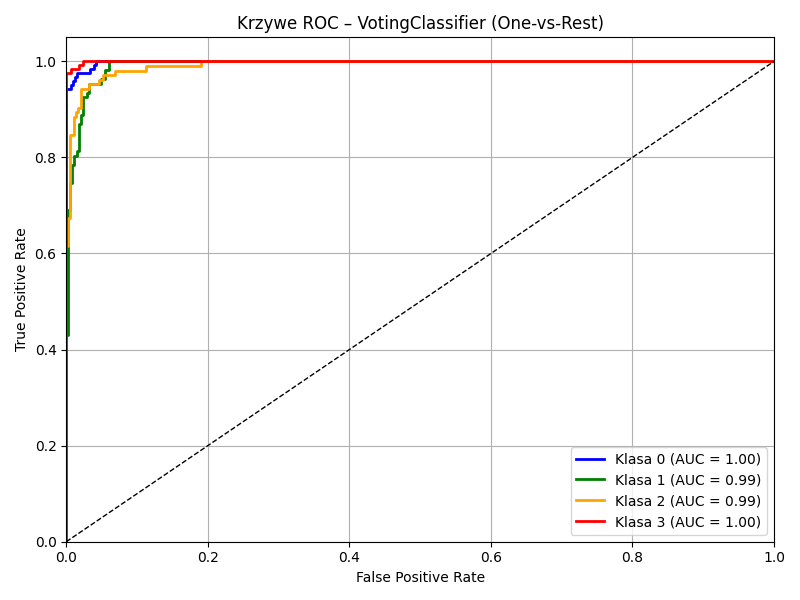 Krzywe ROC – VotingClassifier (One-vs-Rest)
True Positive Rate
1.0
0.8
0.6
0.4
0.2
0.0
0.0 0.2 0.4 0.6 0.8 1.0
False Positive Rate
Klasa 0 (AUC = 1.00)
Klasa 1 (AUC = 0.99)
Klasa 2 (AUC = 0.99)
Klasa 3 (AUC = 1.00)